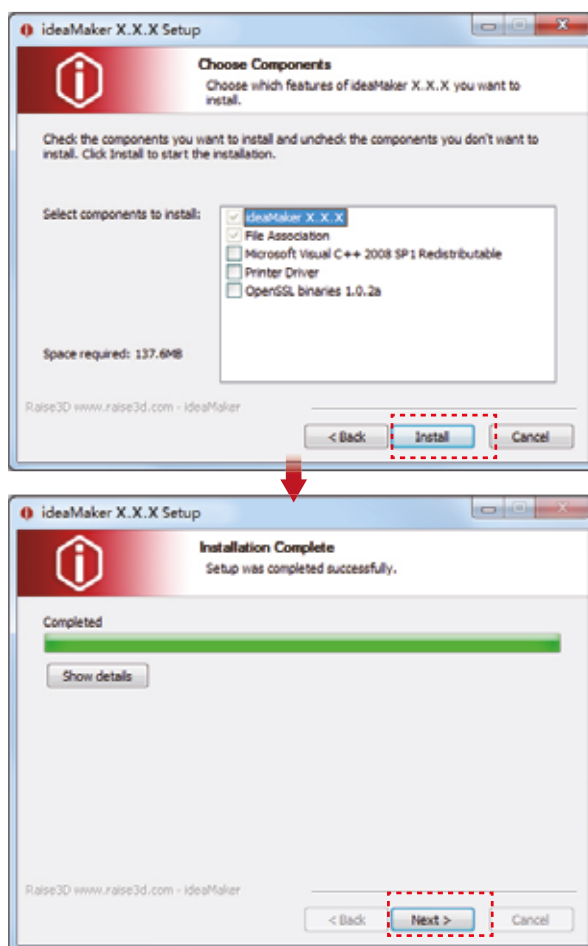 ideaMaker X.X.X Setup
Choose Components
Choose which features of ideaMaker X.X.X you want to
install.
Check the components you want to install and uncheck the components you don't want to
install. Click Install to start the installation.
Select components to install:
ideaMaker X.X.X
File Association
Microsoft Visual C++ 2008 SP1 Redistributable
Printer Driver
OpenSSL binaries 1.0.2a
Space required: 137.6MB
Raise3D www.raise3d.com - ideaMaker
< Back Install Cancel
ideaMaker X.X.X Setup
Installation Complete
Setup was completed successfully.
Completed
Show details
Raise3D www.raise3d.com - ideaMaker
< Back Next > Cancel